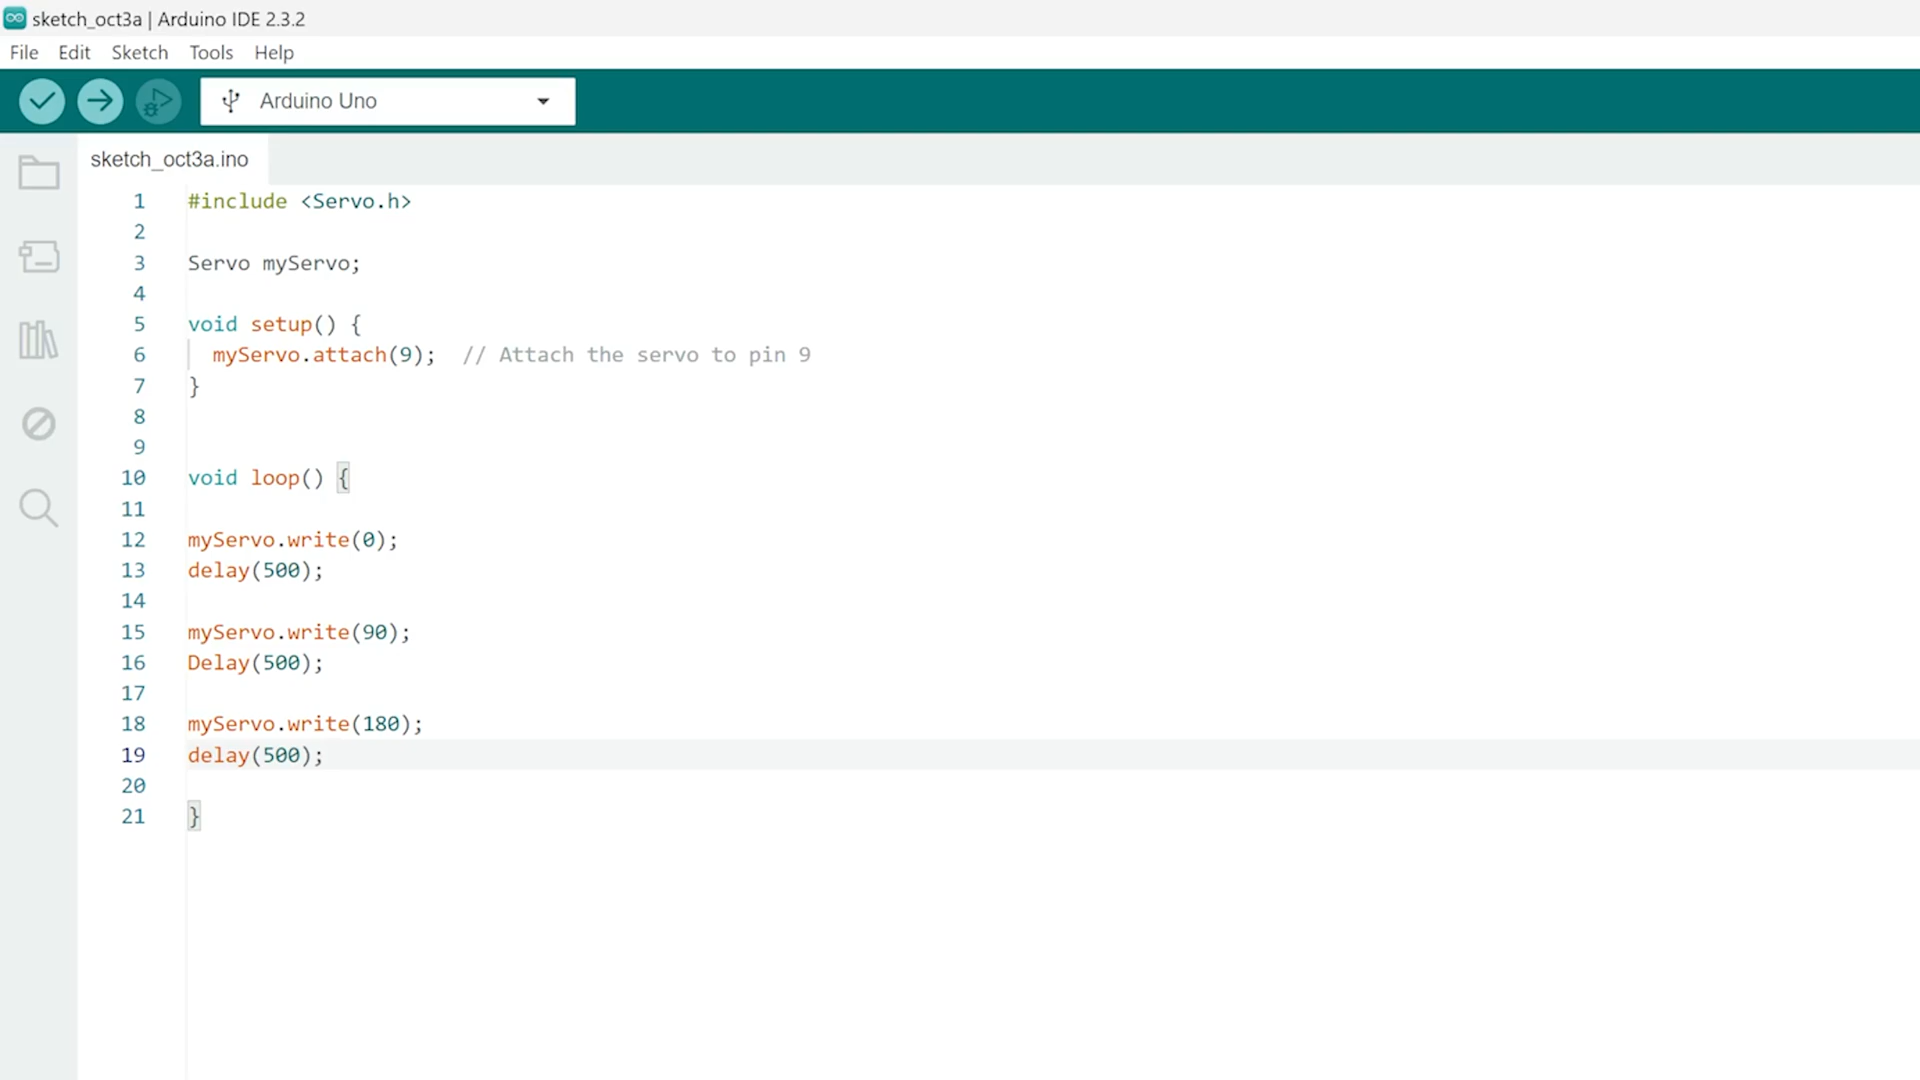 sketch_oct3a | Arduino IDE 2.3.2
File Edit Sketch Tools Help
Arduino Uno
sketch_oct3a.ino
1 #include <Servo.h>
2
3 Servo myServo;
4
5 void setup() {
6 myServo.attach(9); // Attach the servo to pin 9
7 }
8
9
10 void loop() {
11
12 myServo.write(0);
13 delay(500);
14
15 myServo.write(90);
16 Delay(500);
17
18 myServo.write(180);
19 delay(500);
20
21 }